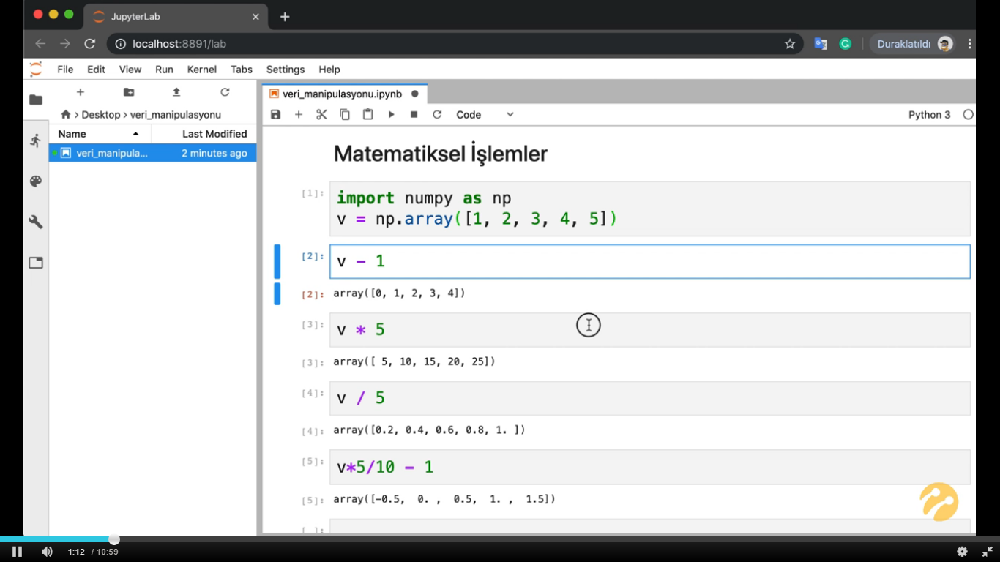 JupyterLab
localhost:8891/lab
Duraklatıldı
File Edit View Run Kernel Tabs Settings Help
veri_manipulasyonu.ipynb
Desktop > veri_manipulasyonu
Code
Python 3
Name Last Modified
veri_manipula... 2 minutes ago
Matematiksel İşlemler
[1]: import numpy as np
v = np.array([1, 2, 3, 4, 5])
[2]: v - 1
[2]: array([0, 1, 2, 3, 4])
[3]: v * 5
[3]: array([ 5, 10, 15, 20, 25])
[4]: v / 5
[4]: array([0.2, 0.4, 0.6, 0.8, 1. ])
[5]: v*5/10 - 1
[5]: array([-0.5,  0. ,  0.5,  1. ,  1.5])
[ ]:
1:12 / 10:59